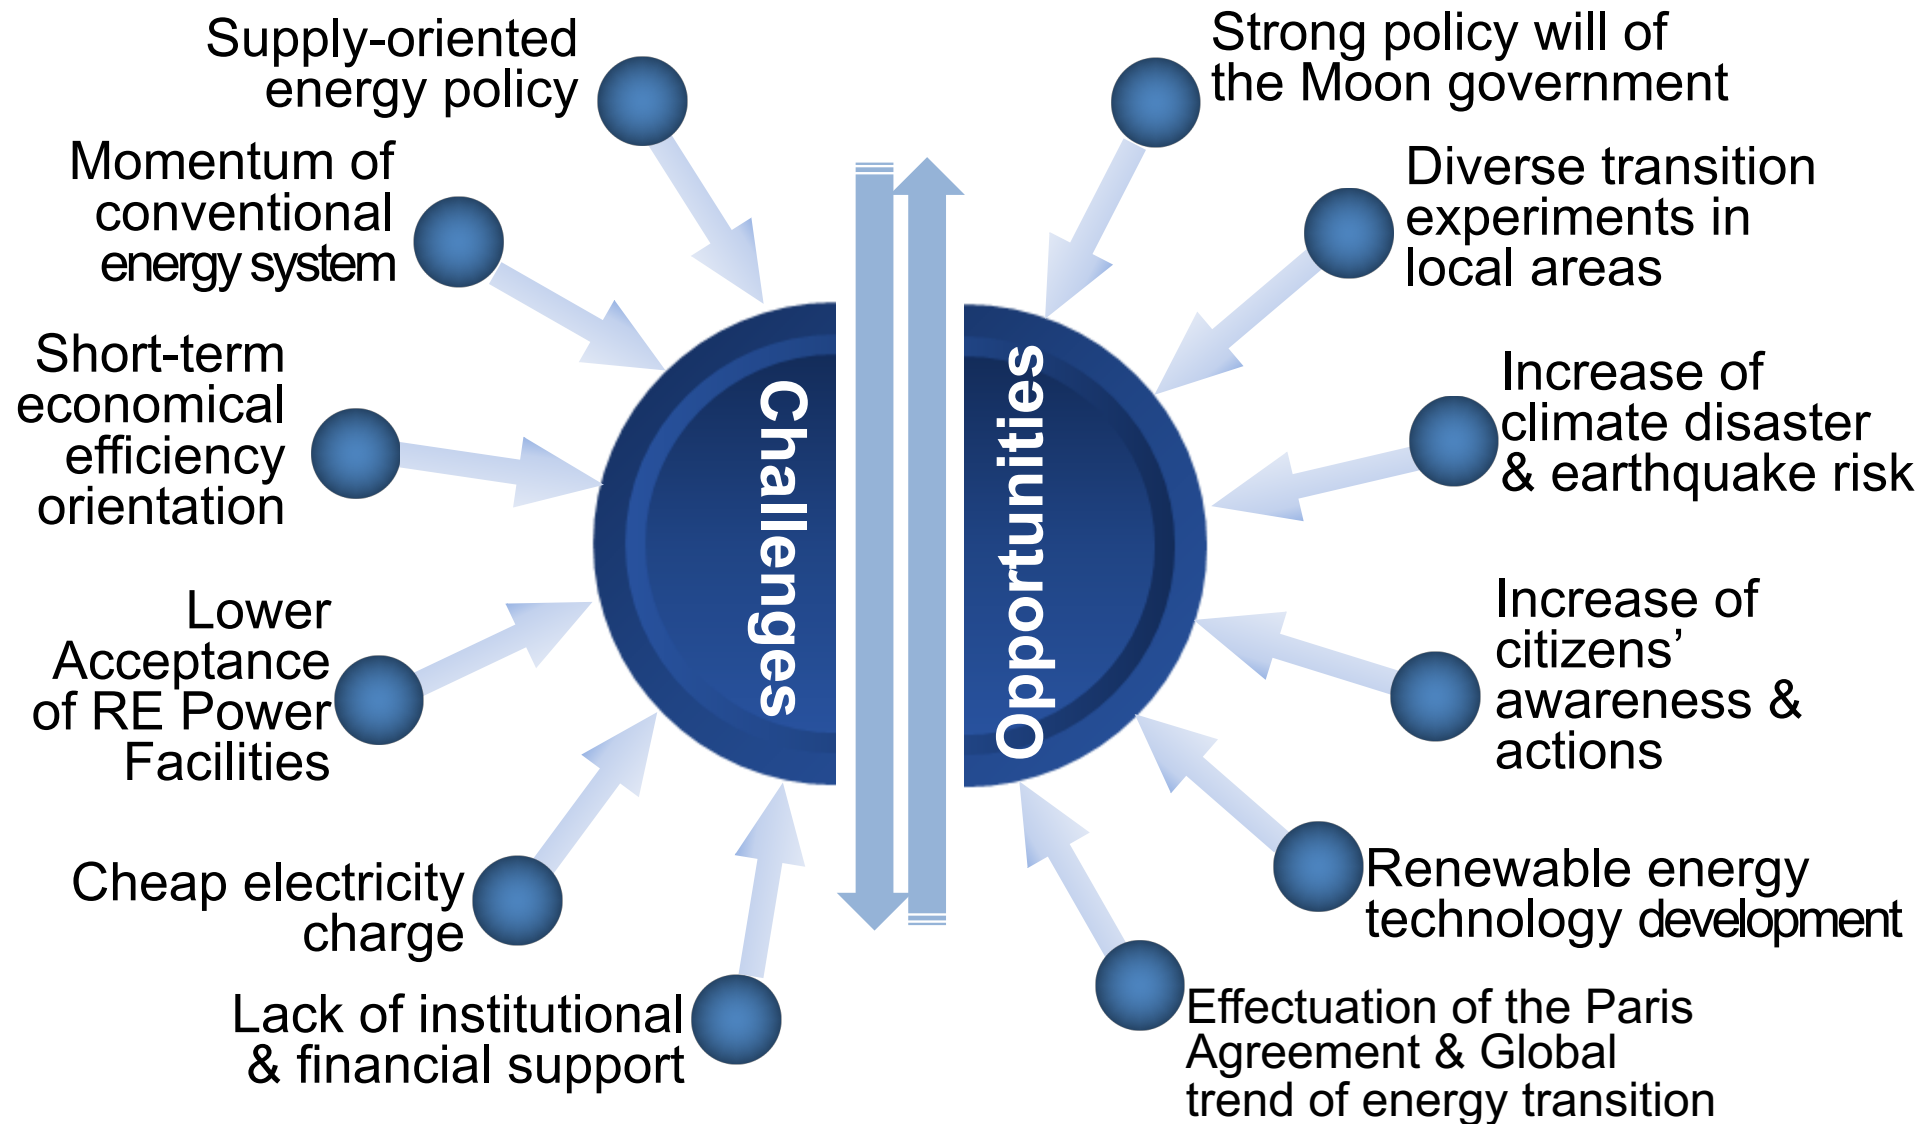 Supply-oriented
energy policy
Momentum of
conventional
energy system
Short-term
economical
efficiency
orientation
Lower
Acceptance
of RE Power
Facilities
Cheap electricity
charge
Lack of institutional
& financial support
Challenges
Opportunities
Strong policy will of
the Moon government
Diverse transition
experiments in
local areas
Increase of
climate disaster
& earthquake risk
Increase of
citizens’
awareness &
actions
Renewable energy
technology development
Effectuation of the Paris
Agreement & Global
trend of energy transition